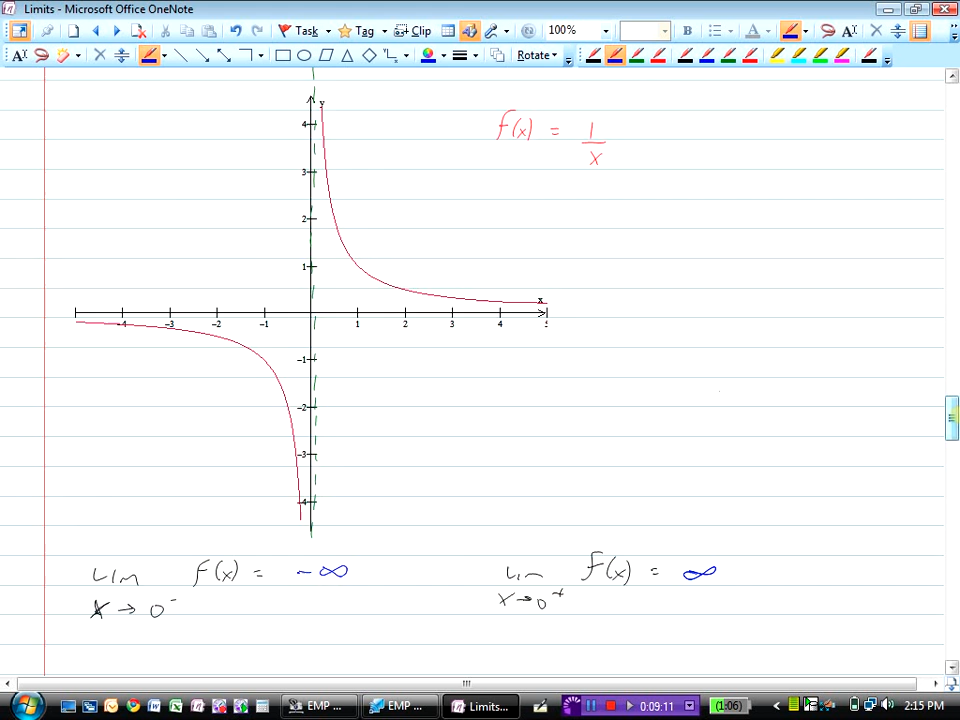 Limits - Microsoft Office OneNote
Task Tag Clip 100% B A A
A Rotate
y
f(x) = 1/x
4
3
2
1
x
-4 -3 -2 -1 1 2 3 4
-1
-2
-3
-4
Lim f(x) = -∞ Lim f(x) = ∞
x → 0⁻ x → 0⁺
EMP ... EMP ... Limits... 0:09:11 (1:06) 2:15 PM